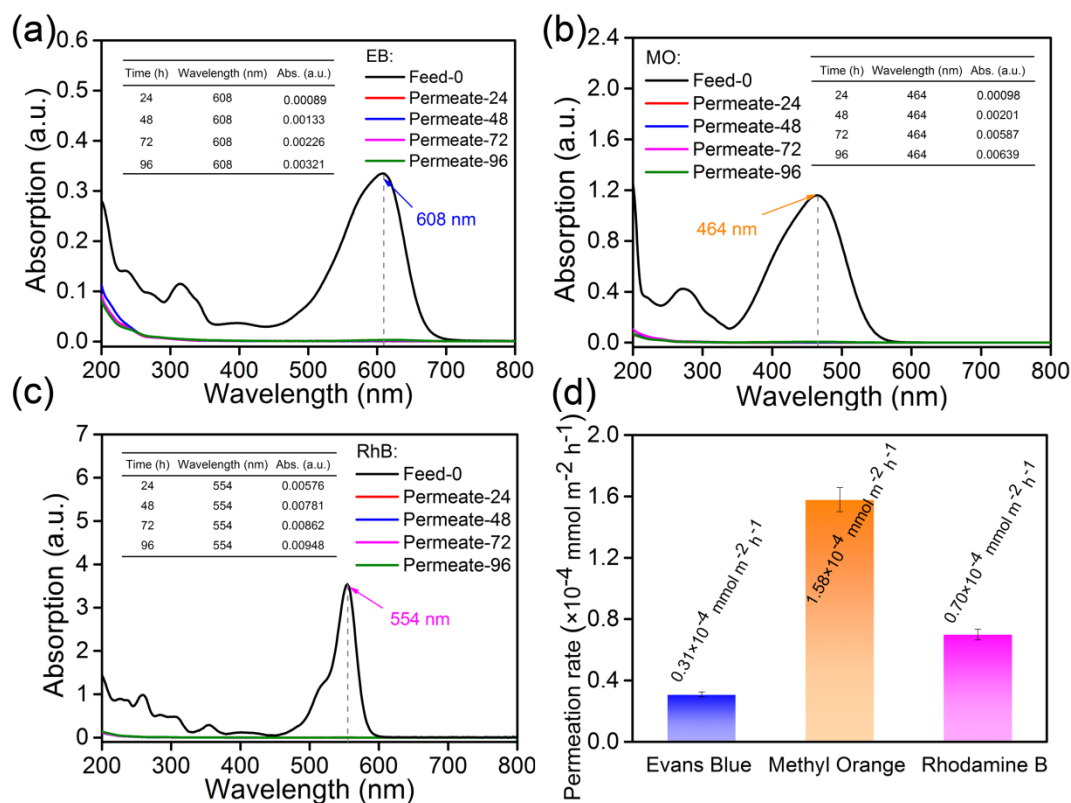 (a)
0.6
0.5
0.4
0.3
0.2
0.1
0.0
Absorption (a.u.)
Time (h) Wavelength (nm) Abs. (a.u.)
24 608 0.00089
48 608 0.00133
72 608 0.00226
96 608 0.00321
EB:
Feed-0
Permeate-24
Permeate-48
Permeate-72
Permeate-96
608 nm
200 300 400 500 600 700 800
Wavelength (nm)
(b)
2.4
2.0
1.6
1.2
0.8
0.4
0.0
Absorption (a.u.)
MO:
Feed-0
Permeate-24
Permeate-48
Permeate-72
Permeate-96
Time (h) Wavelength (nm) Abs. (a.u.)
24 464 0.00098
48 464 0.00201
72 464 0.00587
96 464 0.00639
464 nm
200 300 400 500 600 700 800
Wavelength (nm)
(c)
7
6
5
4
3
2
1
0
Absorption (a.u.)
Time (h) Wavelength (nm) Abs. (a.u.)
24 554 0.00576
48 554 0.00781
72 554 0.00862
96 554 0.00948
RhB:
Feed-0
Permeate-24
Permeate-48
Permeate-72
Permeate-96
554 nm
200 300 400 500 600 700 800
Wavelength (nm)
(d)
2.0
1.6
1.2
0.8
0.4
0.0
Permeation rate (×10⁻⁴ mmol m⁻² h⁻¹)
0.31×10⁻⁴ mmol m⁻² h⁻¹
1.58×10⁻⁴ mmol m⁻² h⁻¹
0.70×10⁻⁴ mmol m⁻² h⁻¹
Evans Blue Methyl Orange Rhodamine B